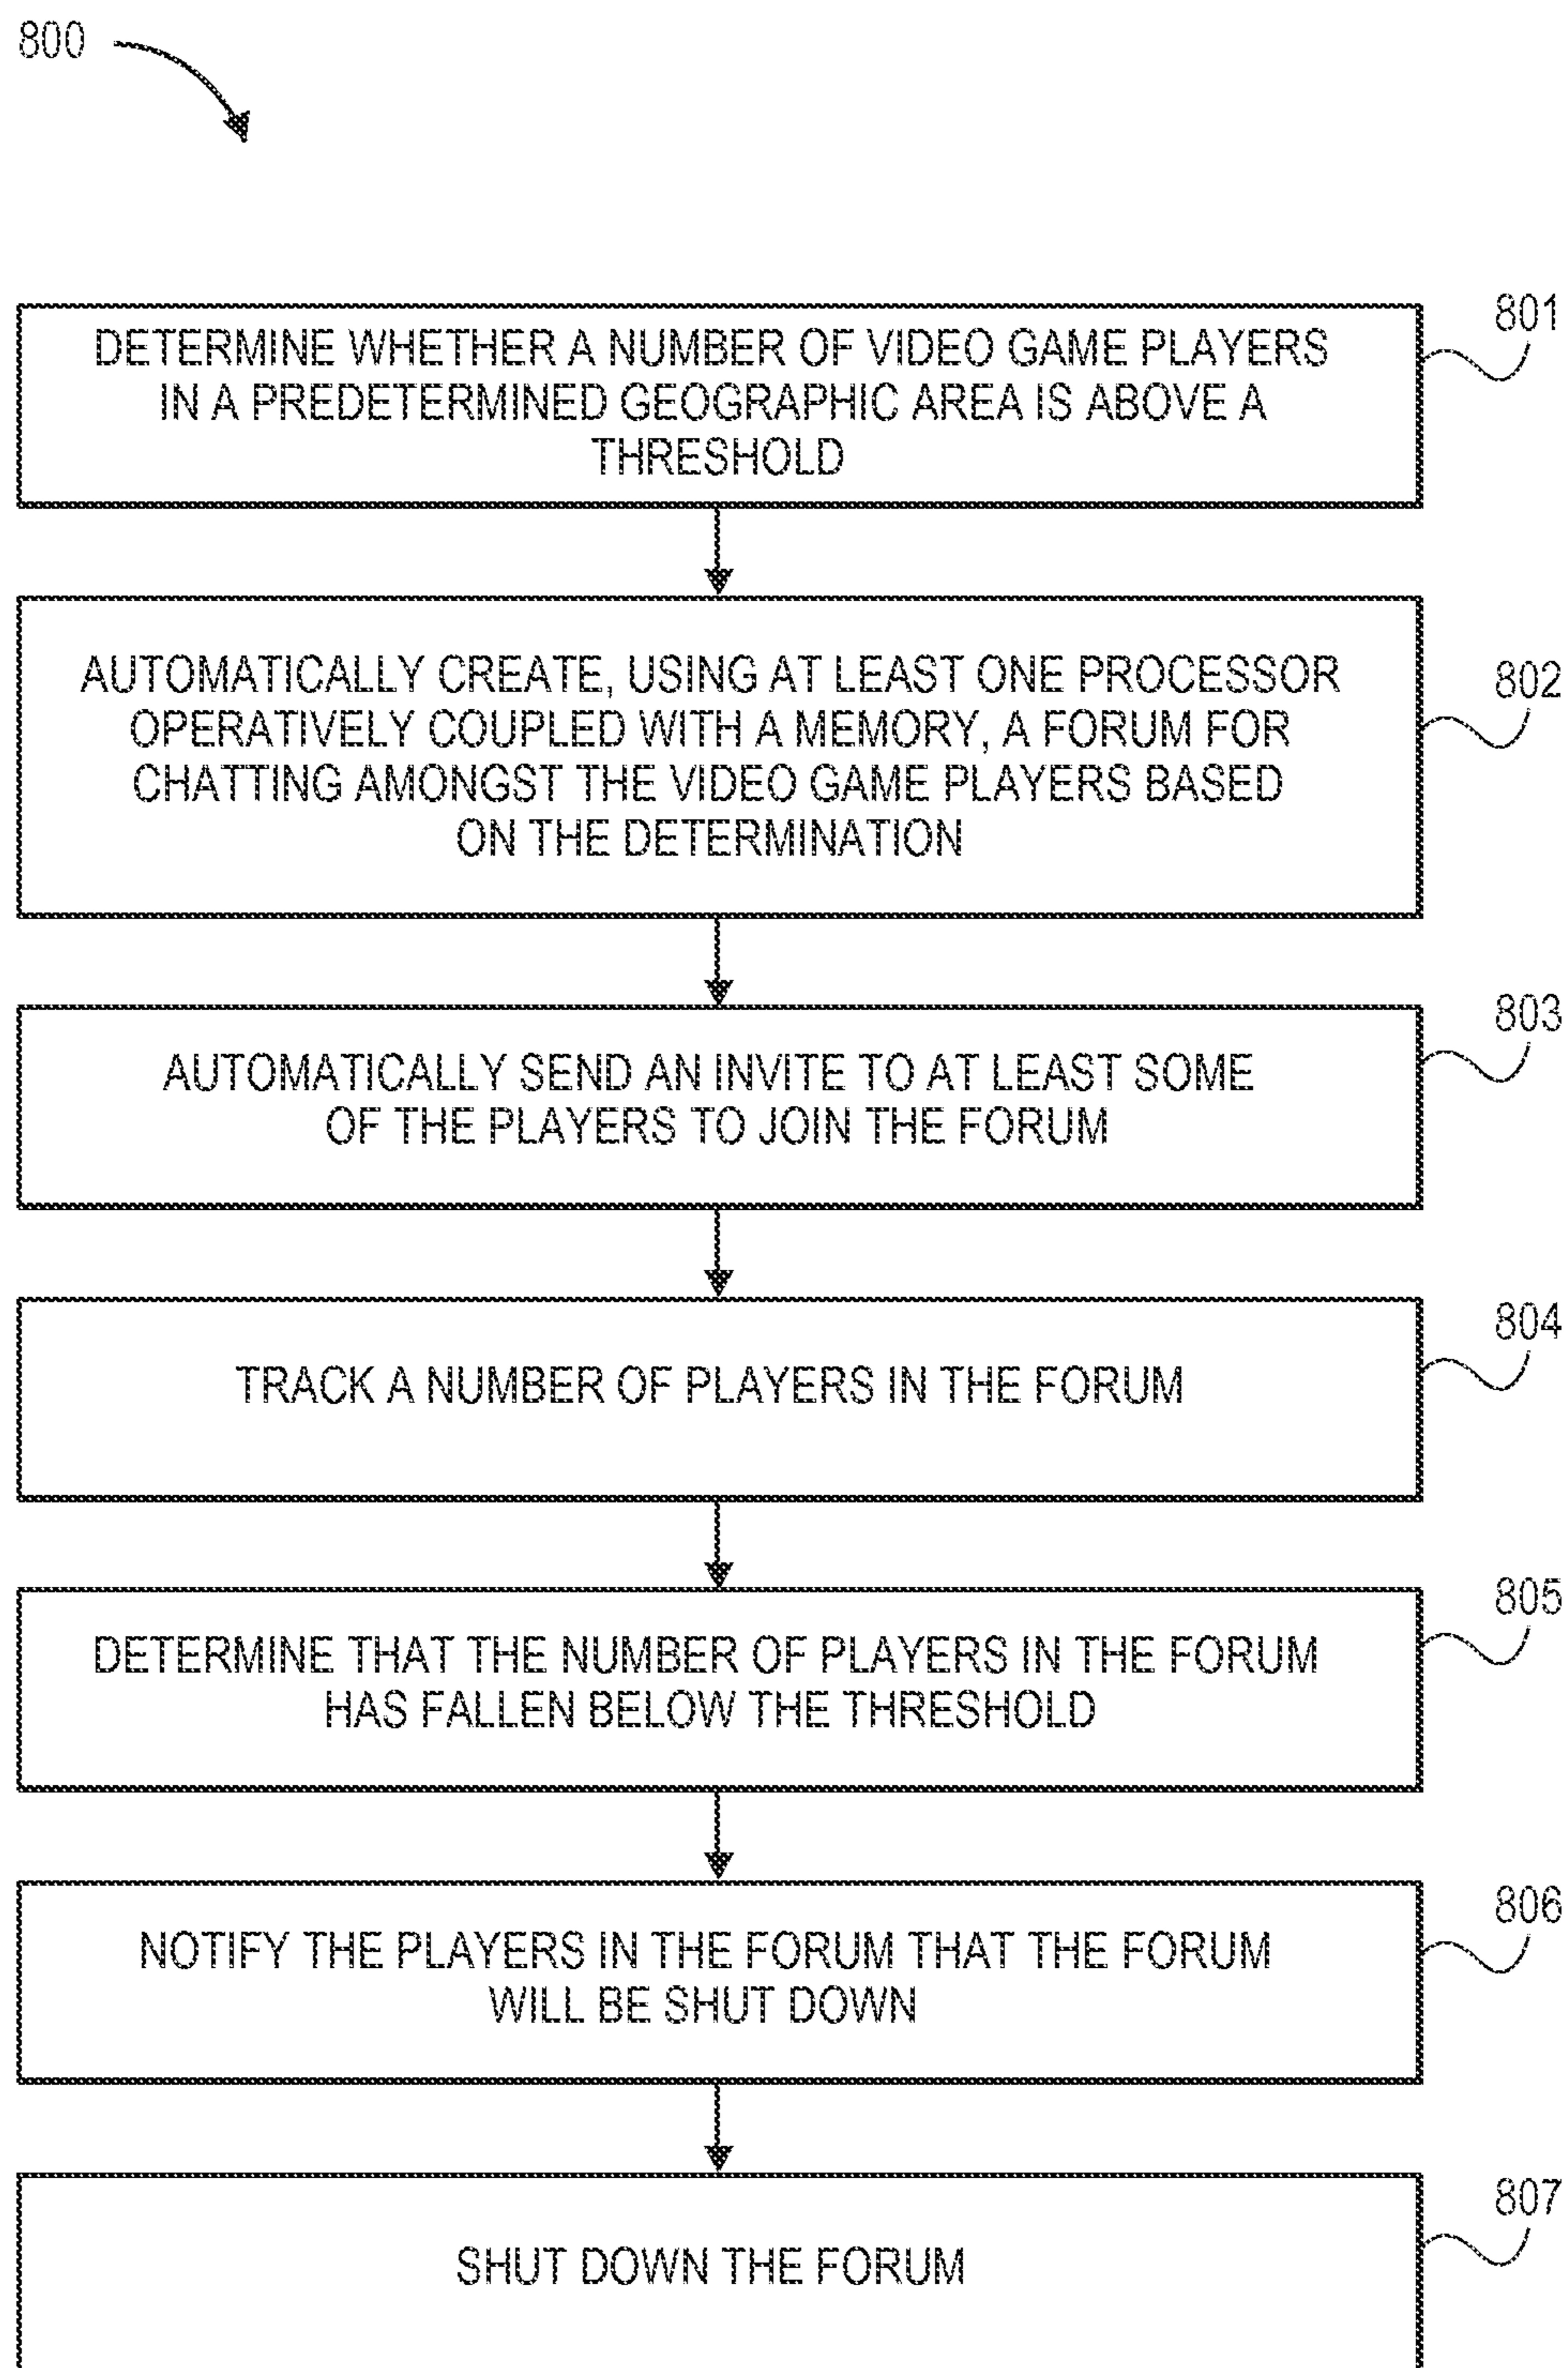 800
801
DETERMINE WHETHER A NUMBER OF VIDEO GAME PLAYERS
IN A PREDETERMINED GEOGRAPHIC AREA IS ABOVE A
THRESHOLD
802
AUTOMATICALLY CREATE, USING AT LEAST ONE PROCESSOR
OPERATIVELY COUPLED WITH A MEMORY, A FORUM FOR
CHATTING AMONGST THE VIDEO GAME PLAYERS BASED
ON THE DETERMINATION
803
AUTOMATICALLY SEND AN INVITE TO AT LEAST SOME
OF THE PLAYERS TO JOIN THE FORUM
804
TRACK A NUMBER OF PLAYERS IN THE FORUM
805
DETERMINE THAT THE NUMBER OF PLAYERS IN THE FORUM
HAS FALLEN BELOW THE THRESHOLD
806
NOTIFY THE PLAYERS IN THE FORUM THAT THE FORUM
WILL BE SHUT DOWN
807
SHUT DOWN THE FORUM